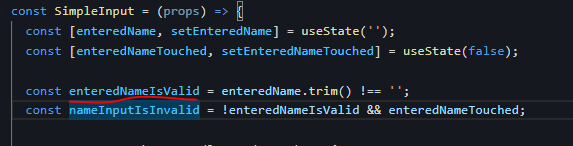 const SimpleInput = (props) => {
const [enteredName, setEnteredName] = useState('');
const [enteredNameTouched, setEnteredNameTouched] = useState(false);
const enteredNameIsValid = enteredName.trim() !== '';
const nameInputIsInvalid = !enteredNameIsValid && enteredNameTouched;